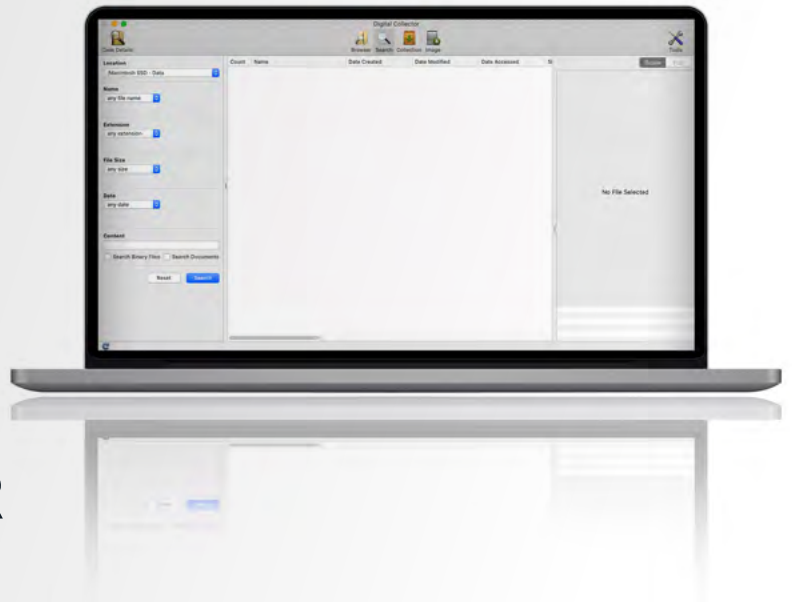 Digital Collector
Case Details
Browser
Search
Collection
Image
Tools
Location
Macintosh SSD - Data
Name
any file name
Extension
any extension
File Size
any size
Date
any date
Content
Search Binary Files
Search Documents
Reset
Search
Count
Name
Date Created
Date Modified
Date Accessed
No File Selected
R